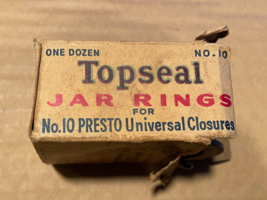 ONE DOZEN NO. 10
Topseal
JAR RINGS
FOR
No. 10 PRESTO Universal Closures